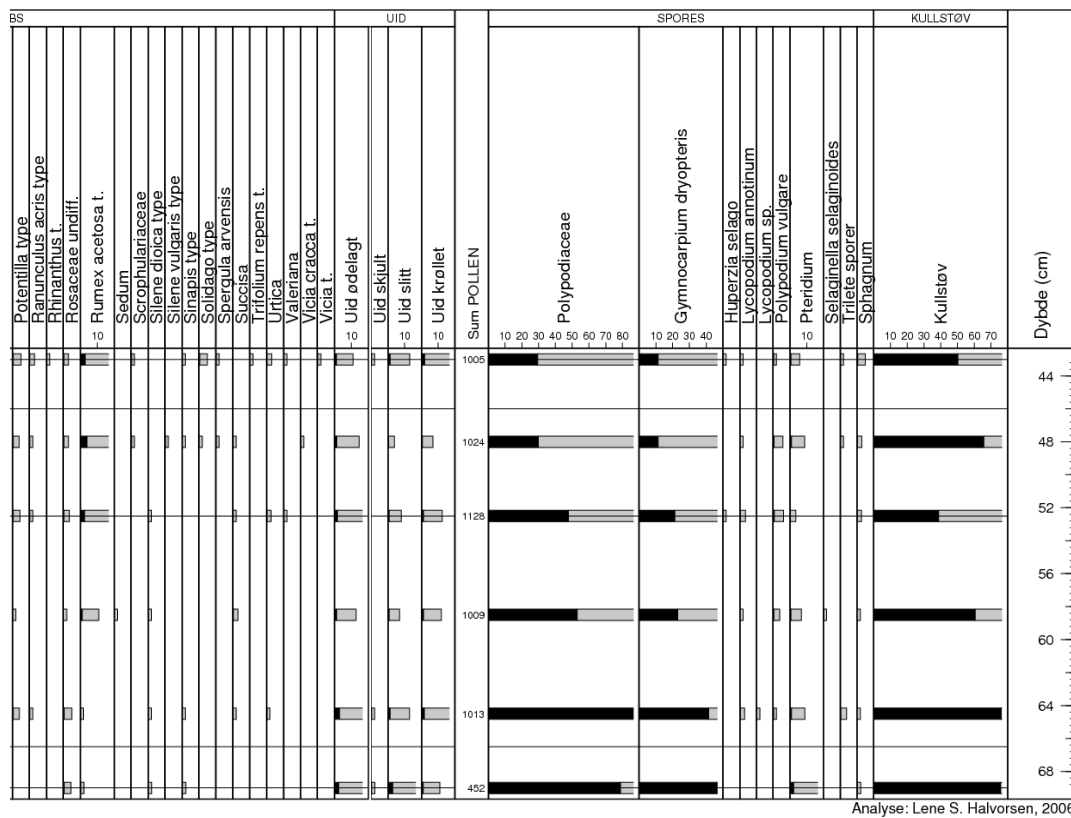 BS UID SPORES KULLSTØV
Potentilla type
Ranunculus acris type
Rhinanthus t.
Rosaceae undiff.
Rumex acetosa t.
Sedum
Scrophulariaceae
Silene dioica type
Silene vulgaris type
Sinapis type
Solidago type
Spergula arvensis
Succisa
Trifolium repens t.
Urtica
Valeriana
Vicia cracca t.
Vicia t.
Uid ødelagt
Uid skjult
Uid slitt
Uid krøllet
Sum POLLEN
Polypodiaceae
Gymnocarpium dryopteris
Huperzia selago
Lycopodium annotinum
Lycopodium sp.
Polypodium vulgare
Pteridium
Selaginella selaginoides
Trilete sporer
Sphagnum
Kullstøv
Dybde (cm)
10 10 10 10 10 20 30 40 50 60 70 80 10 20 30 40 10 10 20 30 40 50 60 70
1005
44
1024 48
1128 52
56
1009
60
1013 64
68
452
Analyse: Lene S. Halvorsen, 2006